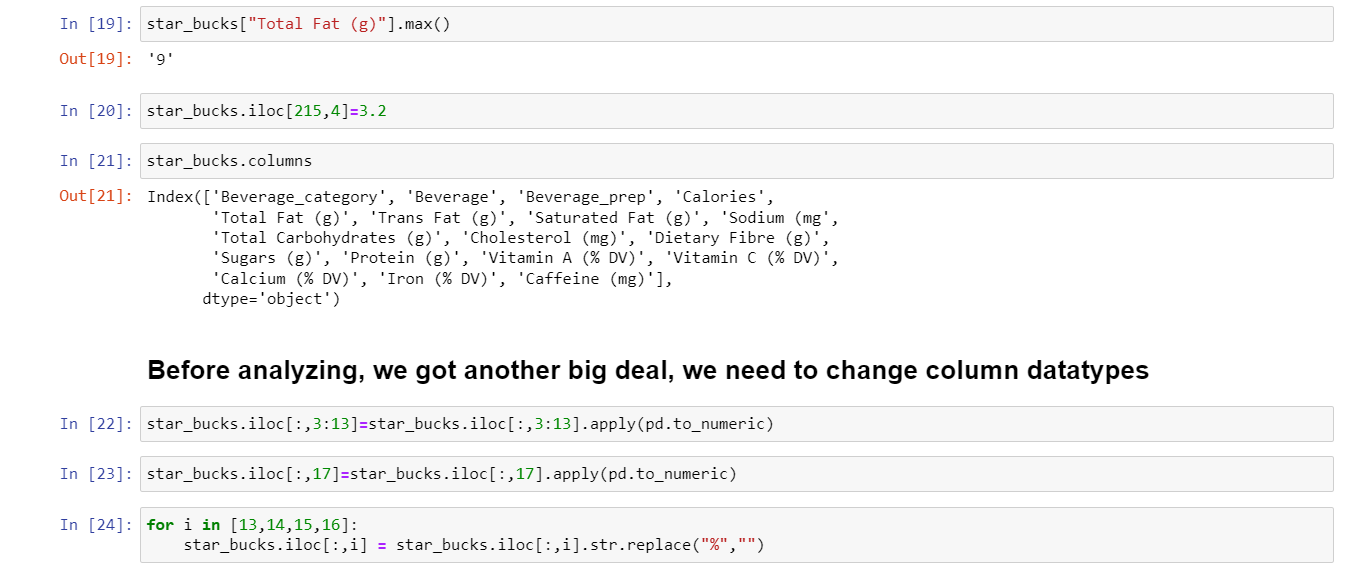 In [19]: star_bucks["Total Fat (g)"].max()
Out[19]: '9'
In [20]: star_bucks.iloc[215,4]=3.2
In [21]: star_bucks.columns
Out[21]: Index(['Beverage_category', 'Beverage', 'Beverage_prep', 'Calories',
'Total Fat (g)', 'Trans Fat (g)', 'Saturated Fat (g)', 'Sodium (mg',
'Total Carbohydrates (g)', 'Cholesterol (mg)', 'Dietary Fibre (g)',
'Sugars (g)', 'Protein (g)', 'Vitamin A (% DV)', 'Vitamin C (% DV)',
'Calcium (% DV)', 'Iron (% DV)', 'Caffeine (mg)'],
dtype='object')
Before analyzing, we got another big deal, we need to change column datatypes
In [22]: star_bucks.iloc[:,3:13]=star_bucks.iloc[:,3:13].apply(pd.to_numeric)
In [23]: star_bucks.iloc[:,17]=star_bucks.iloc[:,17].apply(pd.to_numeric)
In [24]: for i in [13,14,15,16]:
star_bucks.iloc[:,i] = star_bucks.iloc[:,i].str.replace("%","")